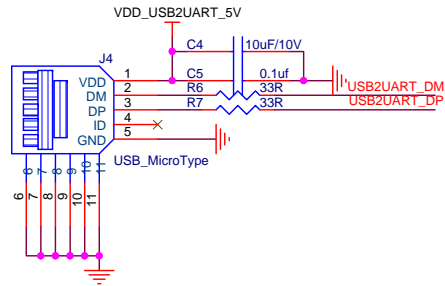 VDD_USB2UART_5V
C4 10uF/10V
J4
VDD 1 C5 0.1uf
DM 2 R6 33R USB2UART_DM
DP 3 R7 33R USB2UART_DP
ID 4
GND 5
USB_MicroType
6 7 8 9 10 11
6 7 8 9 10 11